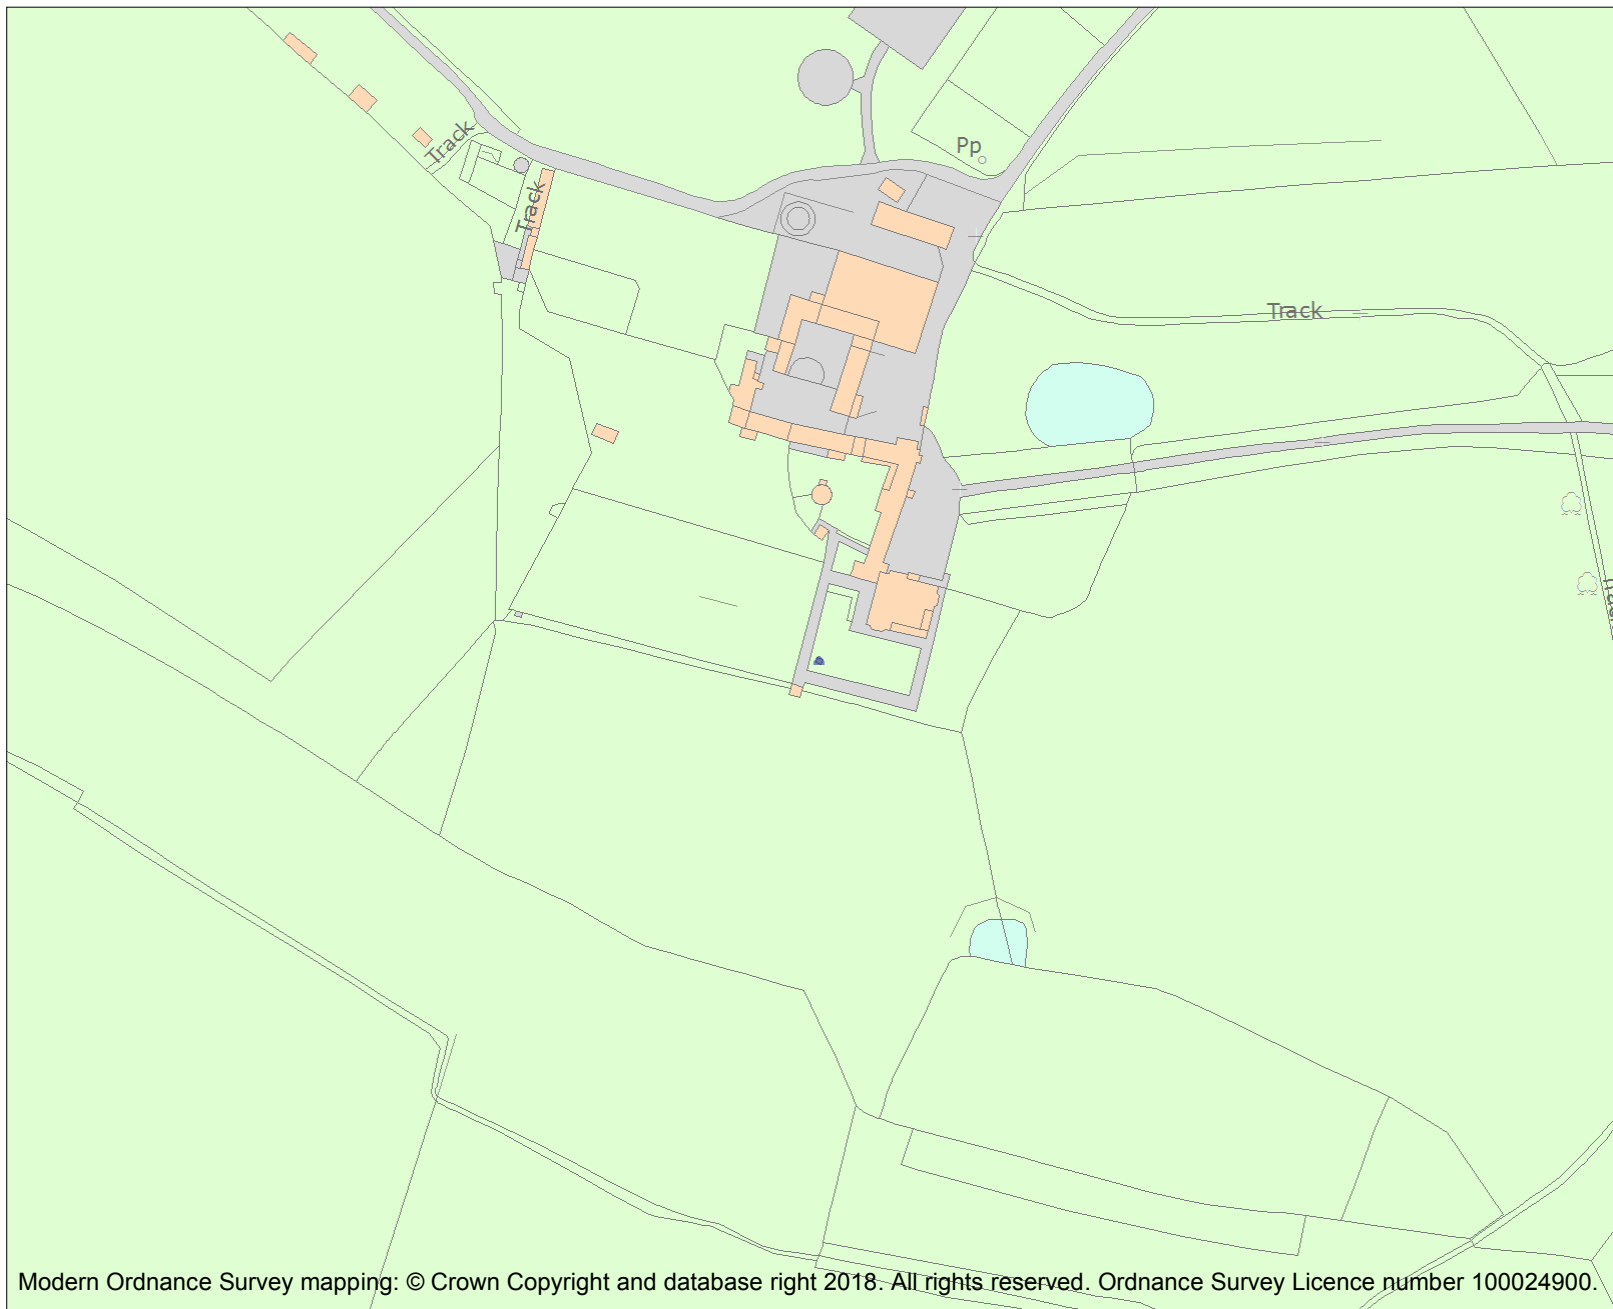 Track
Pp
Track
Track
Modern Ordnance Survey mapping: © Crown Copyright and database right 2018. All rights reserved. Ordnance Survey Licence number 100024900.